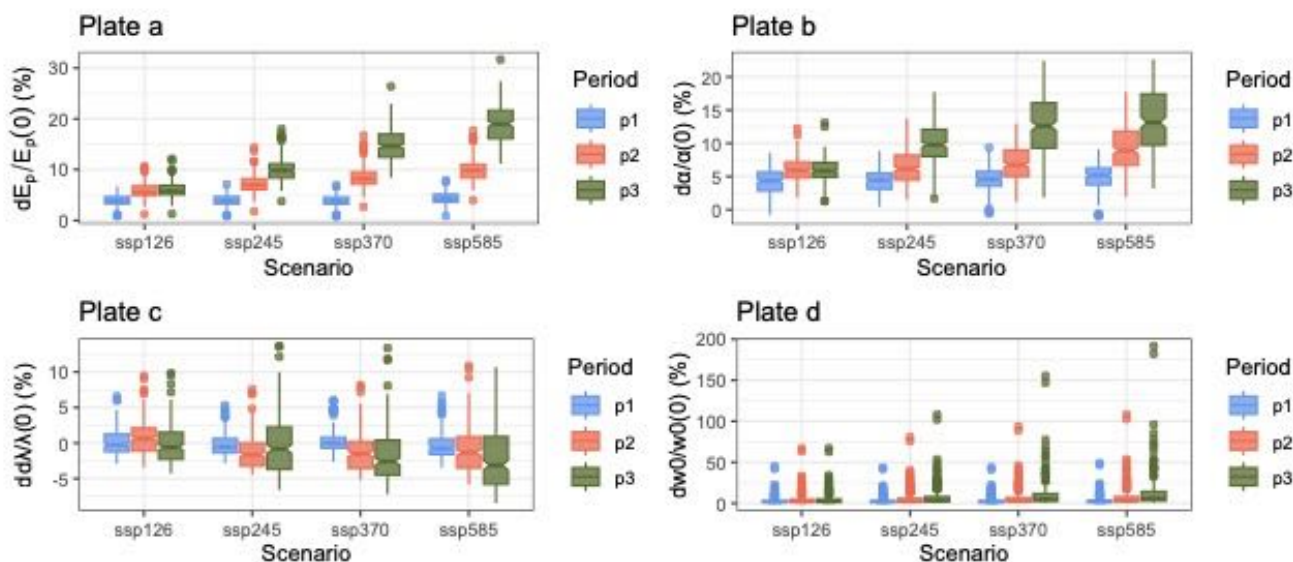 Plate a
dEₚ/Eₚ(0) (%)
30
20
10
0
ssp126 ssp245 ssp370 ssp585
Scenario
Period
p1
p2
p3
Plate b
dα/α(0) (%)
20
15
10
5
0
ssp126 ssp245 ssp370 ssp585
Scenario
Period
p1
p2
p3
Plate c
ddλ/λ(0) (%)
10
5
0
-5
ssp126 ssp245 ssp370 ssp585
Scenario
Period
p1
p2
p3
Plate d
dw0/w0(0) (%)
200
150
100
50
0
ssp126 ssp245 ssp370 ssp585
Scenario
Period
p1
p2
p3